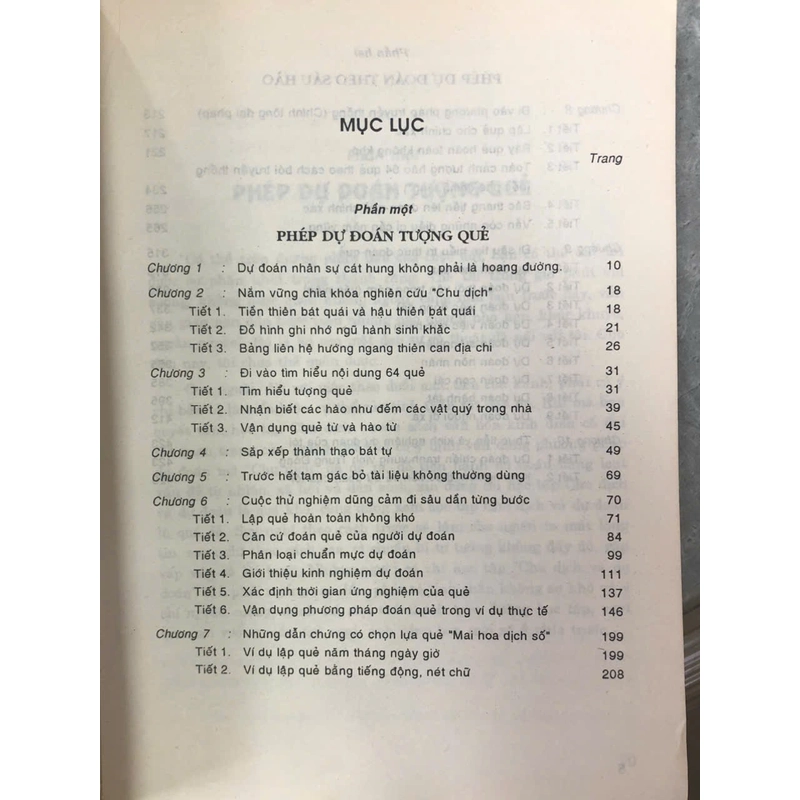 MỤC LỤC
Trang
Phần một
PHÉP DỰ ĐOÁN TƯỢNG QUẺ
Chương 1 : Dự đoán nhân sự cát hung không phải là hoang đường. 10
Chương 2 : Nắm vững chìa khóa nghiên cứu "Chu dịch" 18
Tiết 1. Tiên thiên bát quái và hậu thiên bát quái 18
Tiết 2. Đồ hình ghi nhớ ngũ hành sinh khắc 21
Tiết 3. Bảng liên hệ hướng ngang thiên can địa chi 26
Chương 3 : Đi vào tìm hiểu nội dung 64 quẻ 31
Tiết 1. Tìm hiểu tượng quẻ 31
Tiết 2. Nhận biết các hào như đếm các vật quý trong nhà 39
Tiết 3. Vận dụng quẻ từ và hào từ 45
Chương 4 : Sắp xếp thành thạo bát tự 49
Chương 5 : Trước hết tạm gác bỏ tài liệu không thường dùng 69
Chương 6 : Cuộc thử nghiệm dũng cảm đi sâu dần từng bước 70
Tiết 1. Lập quẻ hoàn toàn không khó 71
Tiết 2. Căn cứ đoán quẻ của người dự đoán 84
Tiết 3. Phân loại chuẩn mực dự đoán 99
Tiết 4. Giới thiệu kinh nghiệm dự đoán 111
Tiết 5. Xác định thời gian ứng nghiệm của quẻ 137
Tiết 6. Vận dụng phương pháp đoán quẻ trong ví dụ thực tế 146
Chương 7 : Những dẫn chứng có chọn lựa quẻ "Mai hoa dịch số" 199
Tiết 1. Ví dụ lập quẻ năm tháng ngày giờ 199
Tiết 2. Ví dụ lập quẻ bằng tiếng động, nét chữ 208